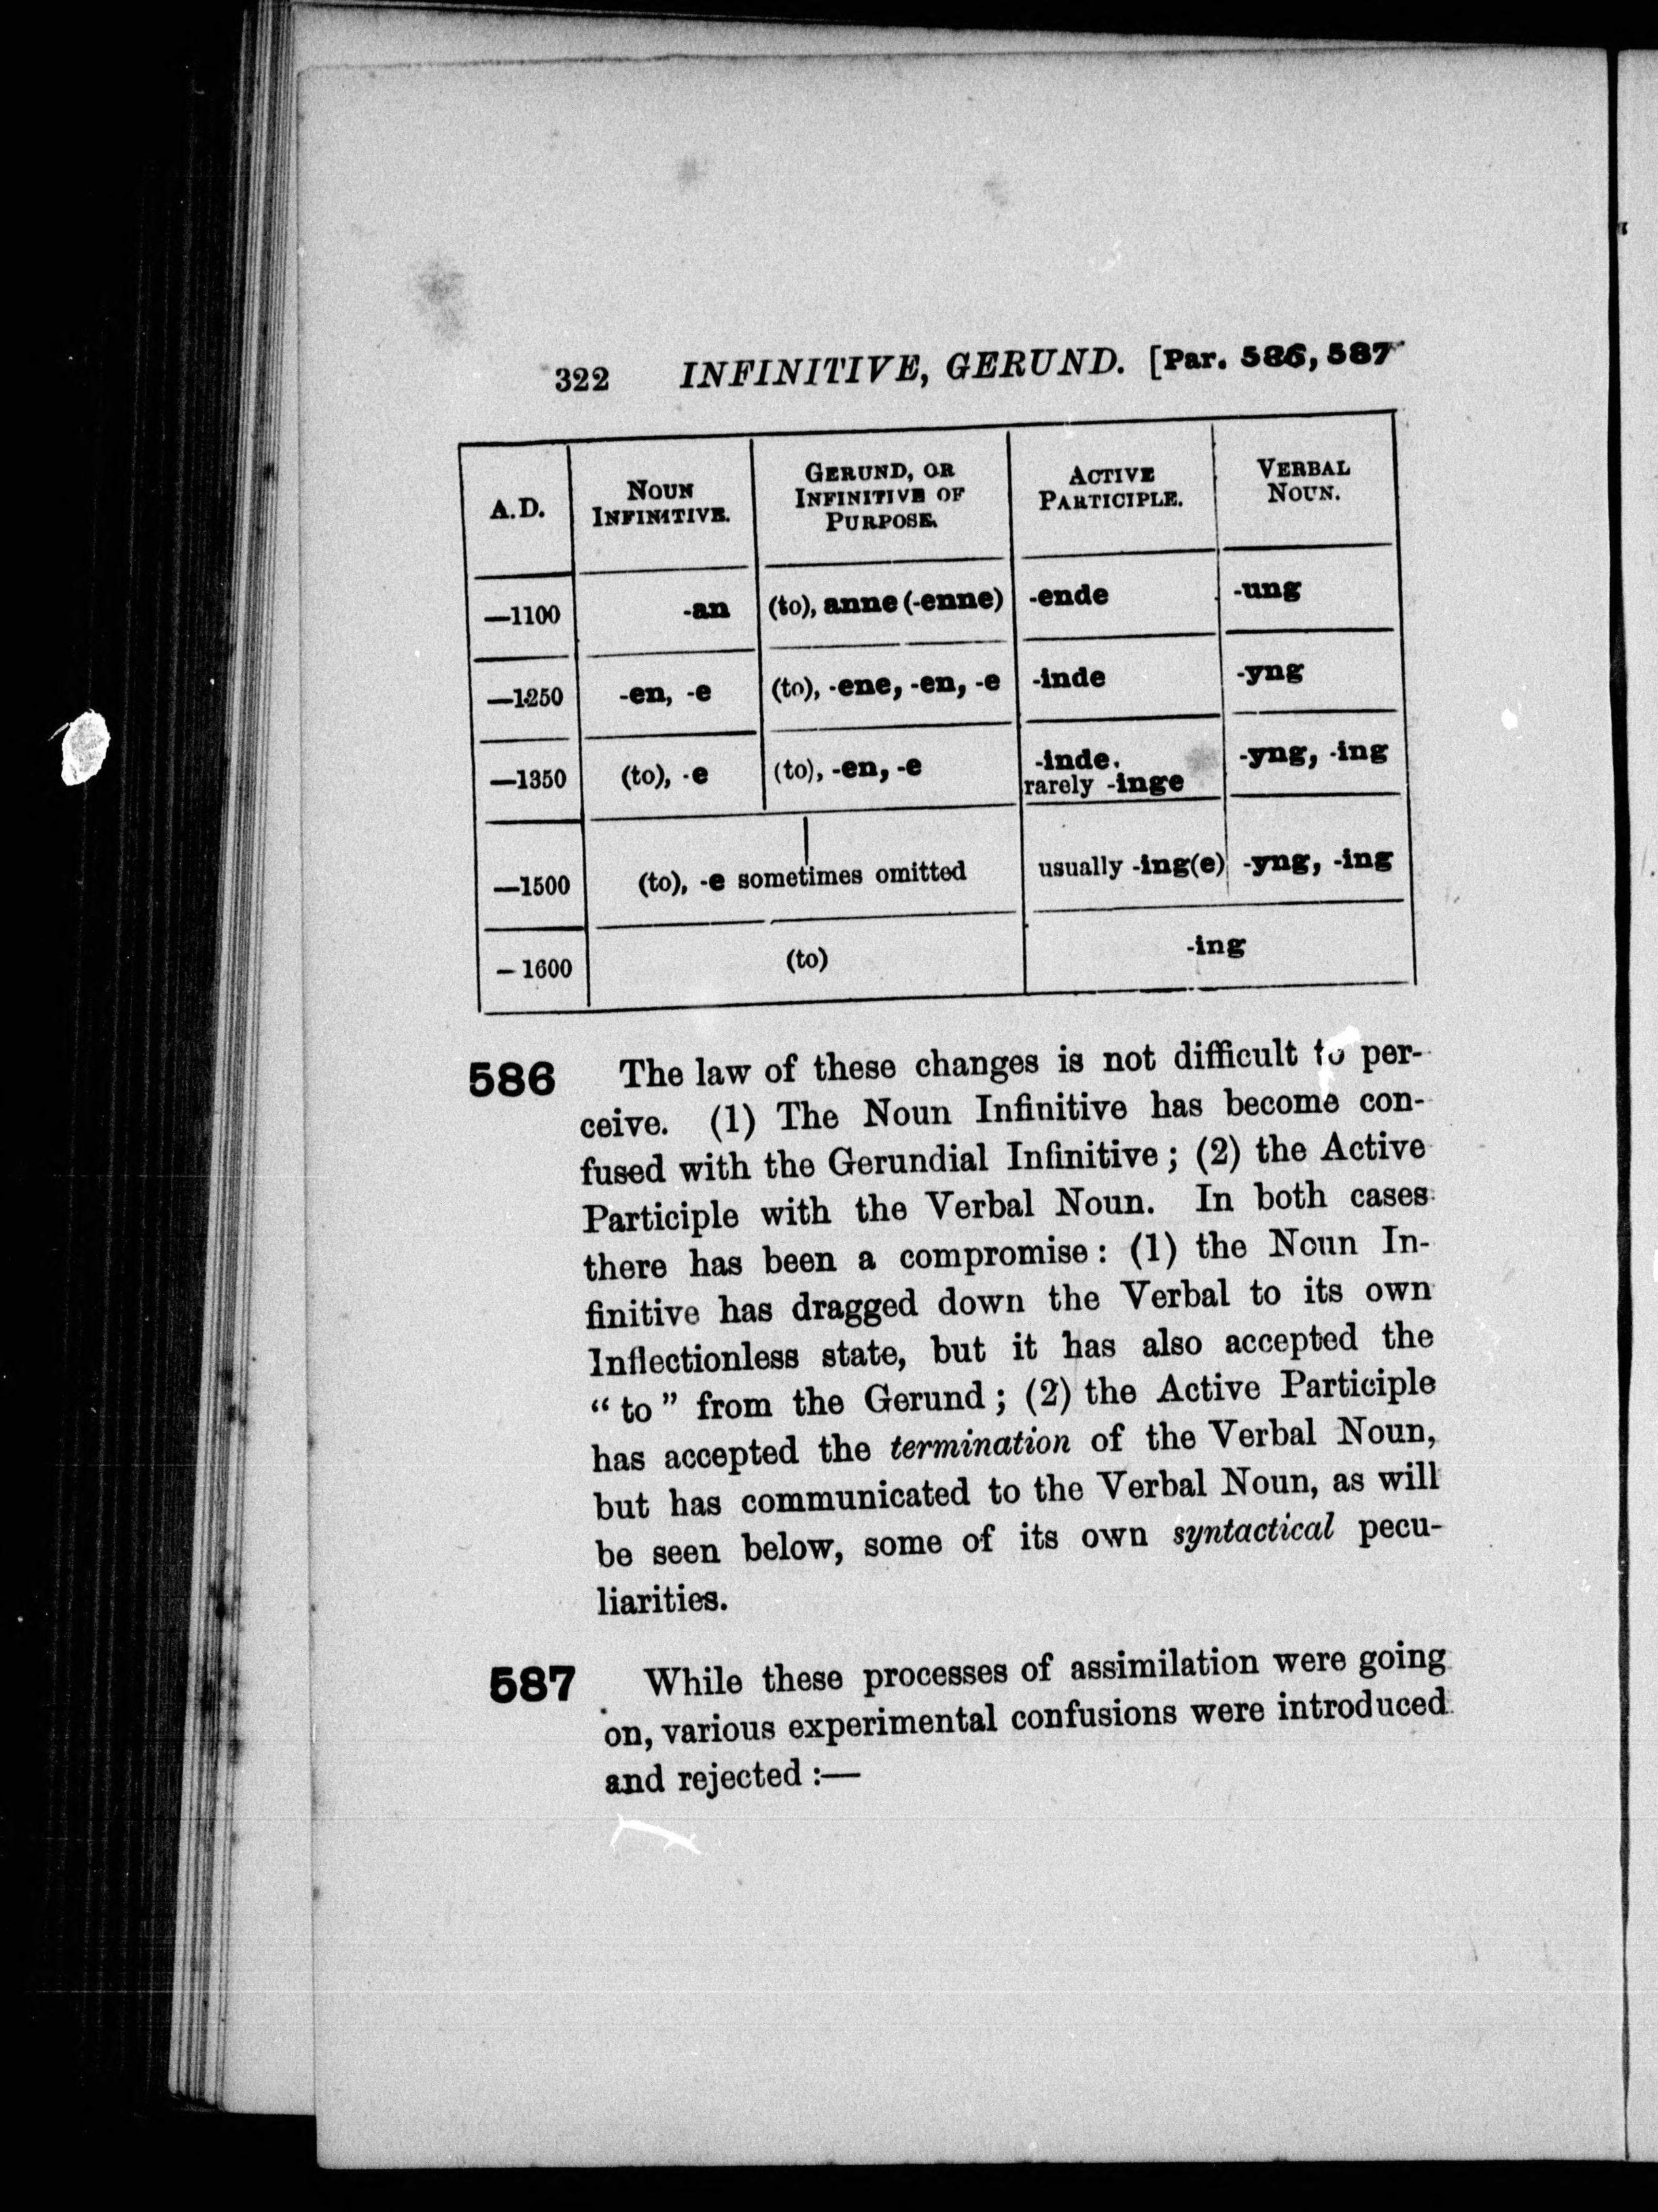 322 INFINITIVE, GERUND. [Par. 586, 587
A.D. NOUN INFINITIVE. GERUND, OR INFINITIVE OF PURPOSE. ACTIVE PARTICIPLE. VERBAL NOUN.
—1100 -an (to), anne (-enne) -ende -ung
—1250 -en, -e (to), -ene, -en, -e -inde -yng
—1350 (to), -e (to), -en, -e -inde, rarely -inge -yng, -ing
—1500 (to), -e sometimes omitted usually -ing(e) -yng, -ing
—1600 (to) -ing
586 The law of these changes is not difficult to per-
ceive. (1) The Noun Infinitive has become con-
fused with the Gerundial Infinitive; (2) the Active
Participle with the Verbal Noun. In both cases
there has been a compromise: (1) the Noun In-
finitive has dragged down the Verbal to its own
Inflectionless state, but it has also accepted the
“to” from the Gerund; (2) the Active Participle
has accepted the termination of the Verbal Noun,
but has communicated to the Verbal Noun, as will
be seen below, some of its own syntactical pecu-
liarities.
587 While these processes of assimilation were going
on, various experimental confusions were introduced
and rejected:—